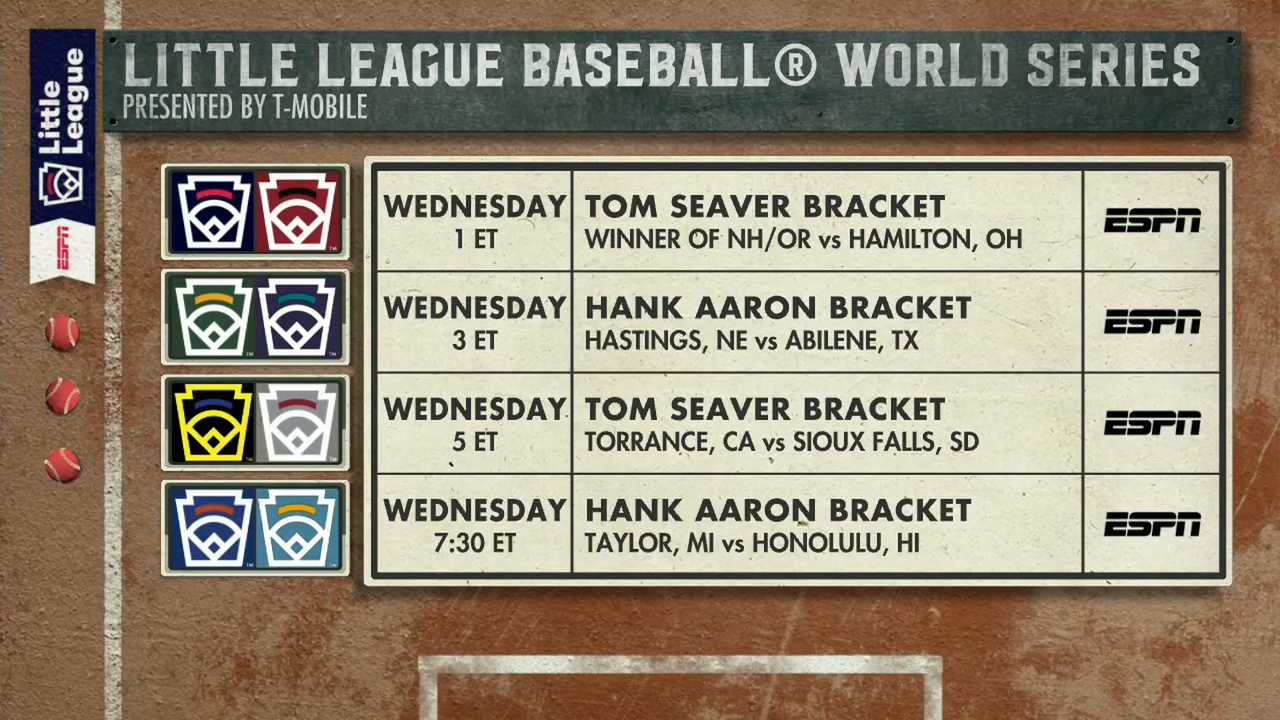 LITTLE LEAGUE BASEBALL® WORLD SERIES
PRESENTED BY T-MOBILE
Little
League
ESPN
WEDNESDAY
1 ET
TOM SEAVER BRACKET
WINNER OF NH/OR vs HAMILTON, OH
ESPN
WEDNESDAY
3 ET
HANK AARON BRACKET
HASTINGS, NE vs ABILENE, TX
ESPN
WEDNESDAY
5 ET
TOM SEAVER BRACKET
TORRANCE, CA vs SIOUX FALLS, SD
ESPN
WEDNESDAY
7:30 ET
HANK AARON BRACKET
TAYLOR, MI vs HONOLULU, HI
ESPN